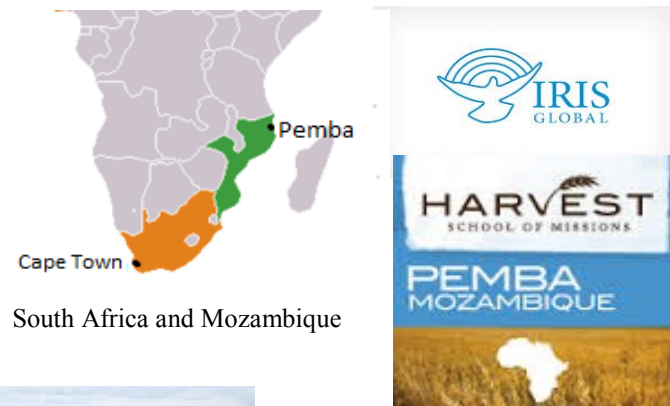 Pemba
Cape Town
South Africa and Mozambique
IRIS
GLOBAL
HARVEST
SCHOOL OF MISSIONS
PEMBA
MOZAMBIQUE